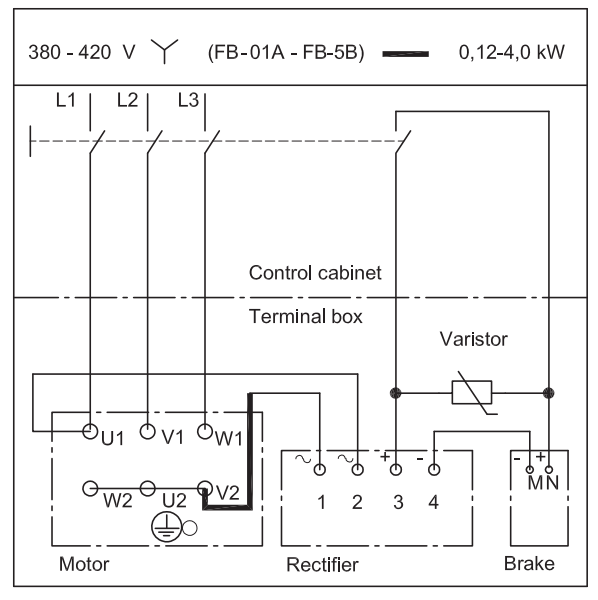 380 - 420 V (FB-01A - FB-5B) 0,12-4,0 kW
L1 L2 L3
Control cabinet
Terminal box
Varistor
U1 V1 W1
~ ~ + - - +
W2 U2 V2 MN
1 2 3 4
Motor Rectifier Brake